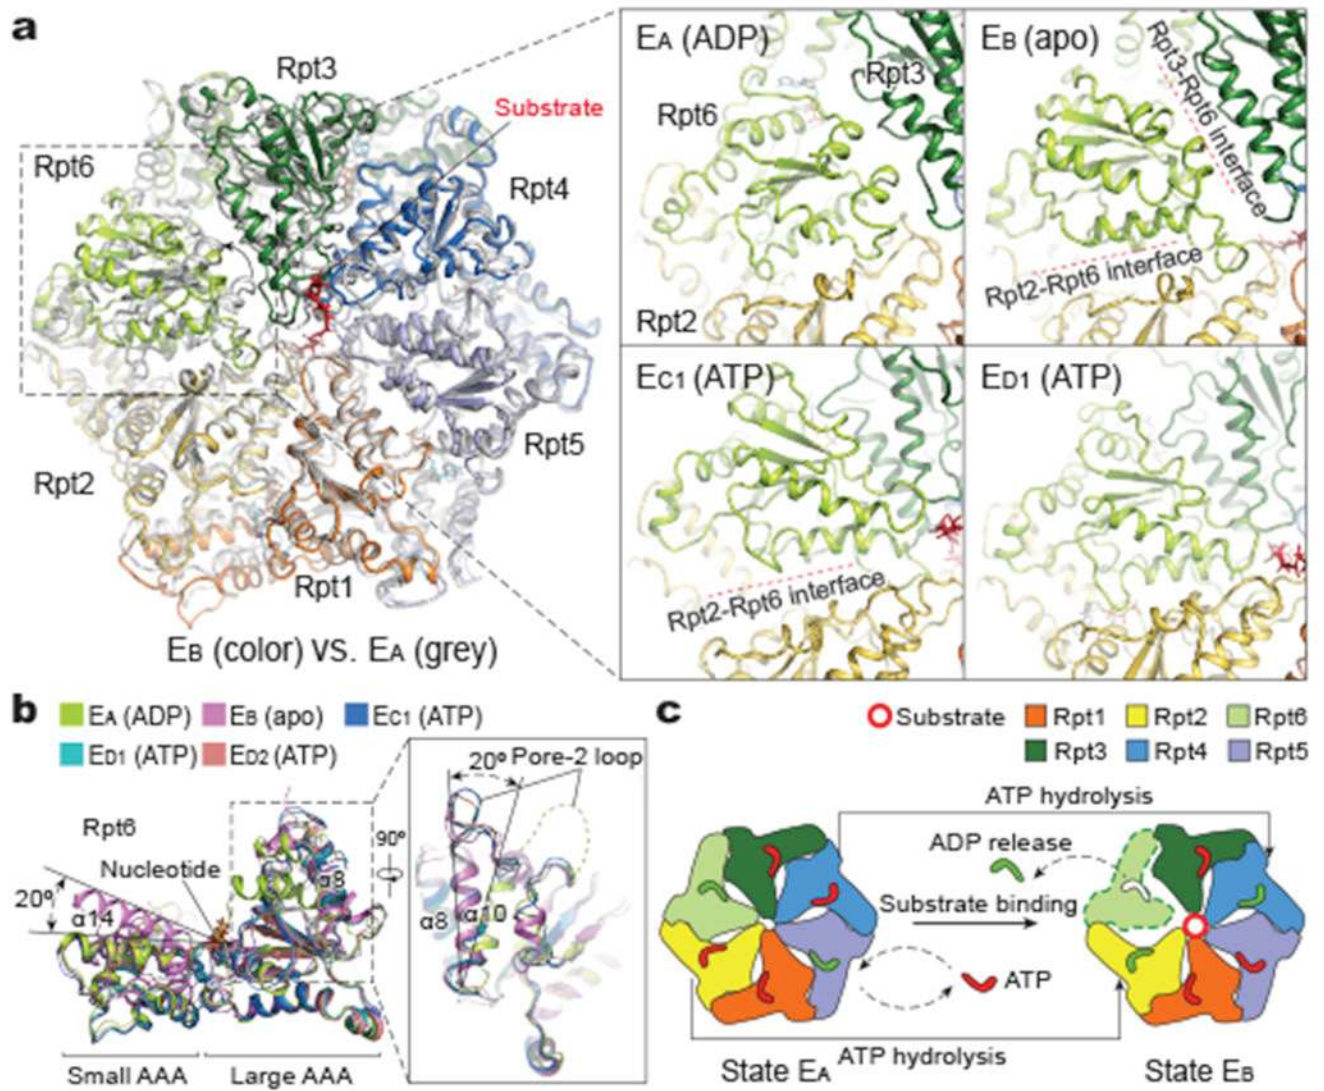 a
Rpt3
Substrate
Rpt6
Rpt4
Rpt2
Rpt5
Rpt1
EB (color) VS. EA (grey)
EA (ADP)
Rpt3
Rpt6
Rpt2
EB (apo)
Rpt3-Rpt6 interface
Rpt2-Rpt6 interface
EC1 (ATP)
Rpt2-Rpt6 interface
ED1 (ATP)
b
EA (ADP) EB (apo) EC1 (ATP)
ED1 (ATP) ED2 (ATP)
Rpt6
Nucleotide
20º
α14
α8
90º
Small AAA Large AAA
20º Pore-2 loop
α8 α10
c
Substrate Rpt1 Rpt2 Rpt6
Rpt3 Rpt4 Rpt5
ATP hydrolysis
ADP release
Substrate binding
ATP
ATP hydrolysis
State EA
State EB